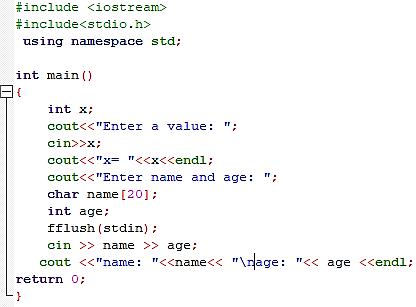 #include <iostream>
#include<stdio.h>
using namespace std;
int main()
{
int x;
cout<<"Enter a value: ";
cin>>x;
cout<<"x= "<<x<<endl;
cout<<"Enter name and age: ";
char name[20];
int age;
fflush(stdin);
cin >> name >> age;
cout <<"name: "<<name<< "\nage: "<< age <<endl;
return 0;
}